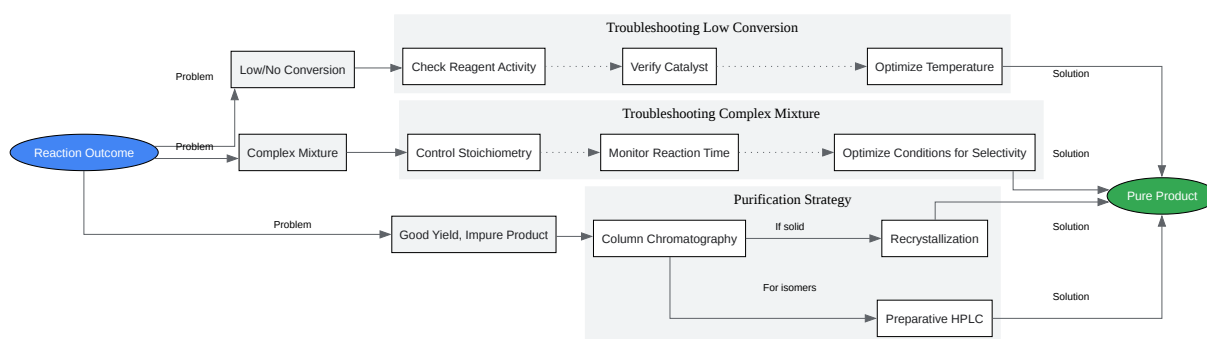 Troubleshooting Low Conversion
Low/No Conversion
Check Reagent Activity
Verify Catalyst
Optimize Temperature
Problem
Solution
Troubleshooting Complex Mixture
Reaction Outcome
Problem
Complex Mixture
Control Stoichiometry
Monitor Reaction Time
Optimize Conditions for Selectivity
Solution
Pure Product
Purification Strategy
Problem
Good Yield, Impure Product
Column Chromatography
If solid
Recrystallization
Solution
For isomers
Preparative HPLC
Solution